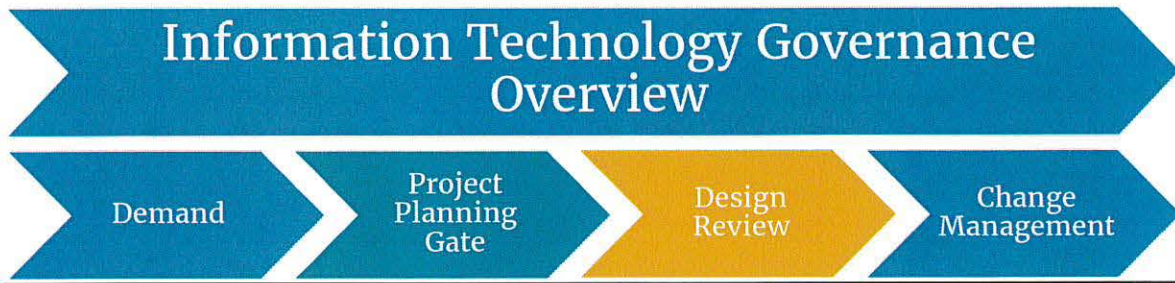 Information Technology Governance
Overview
Demand
Project
Planning
Gate
Design
Review
Change
Management